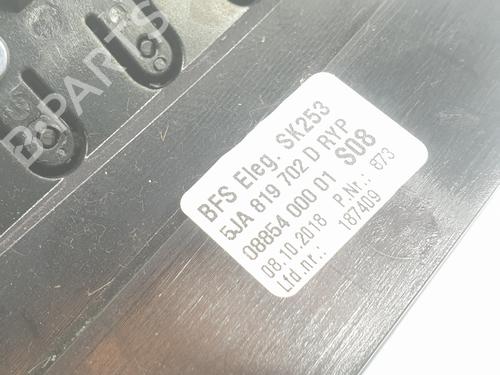 BFS Eleg. SK253
5JA 819 702 D RYP
08854 000 01 S08
08.10.2018 P.Nr.: 673
Lfd.nr.: 187409
B-PARTS